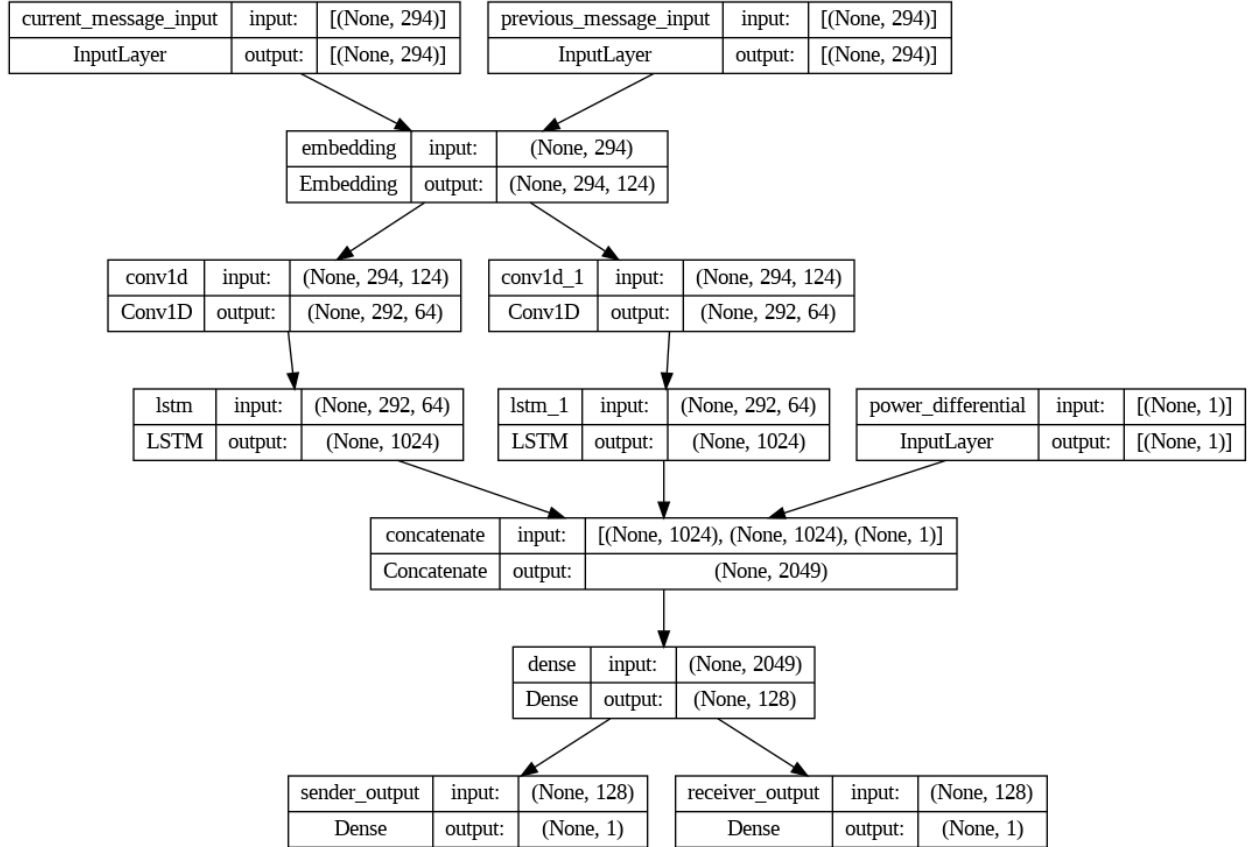 current_message_input input: [(None, 294)]
InputLayer output: [(None, 294)]
previous_message_input input: [(None, 294)]
InputLayer output: [(None, 294)]
embedding input: (None, 294)
Embedding output: (None, 294, 124)
conv1d input: (None, 294, 124)
Conv1D output: (None, 292, 64)
conv1d_1 input: (None, 294, 124)
Conv1D output: (None, 292, 64)
lstm input: (None, 292, 64)
LSTM output: (None, 1024)
lstm_1 input: (None, 292, 64)
LSTM output: (None, 1024)
power_differential input: [(None, 1)]
InputLayer output: [(None, 1)]
concatenate input: [(None, 1024), (None, 1024), (None, 1)]
Concatenate output: (None, 2049)
dense input: (None, 2049)
Dense output: (None, 128)
sender_output input: (None, 128)
Dense output: (None, 1)
receiver_output input: (None, 128)
Dense output: (None, 1)